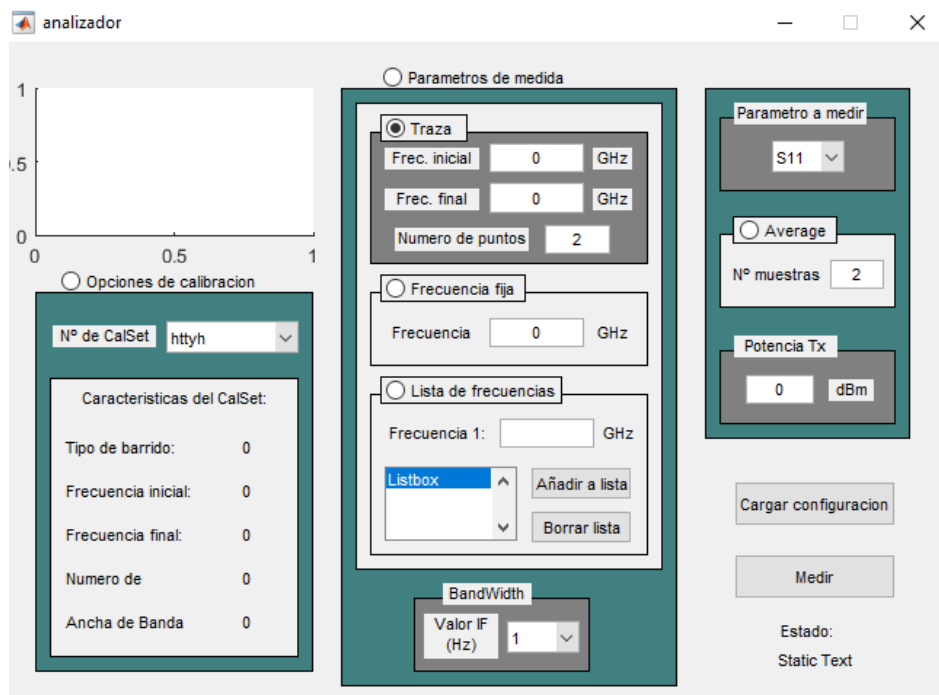 analizador
1
.5
0
0
0.5
1
Opciones de calibracion
Nº de CalSet
httyh
Caracteristicas del CalSet:
Tipo de barrido: 0
Frecuencia inicial: 0
Frecuencia final: 0
Numero de 0
Ancha de Banda 0
Parametros de medida
Traza
Frec. inicial 0 GHz
Frec. final 0 GHz
Numero de puntos 2
Frecuencia fija
Frecuencia 0 GHz
Lista de frecuencias
Frecuencia 1: GHz
Listbox
Añadir a lista
Borrar lista
BandWidth
Valor IF
(Hz)
1
Parametro a medir
S11
Average
Nº muestras 2
Potencia Tx
0 dBm
Cargar configuracion
Medir
Estado:
Static Text